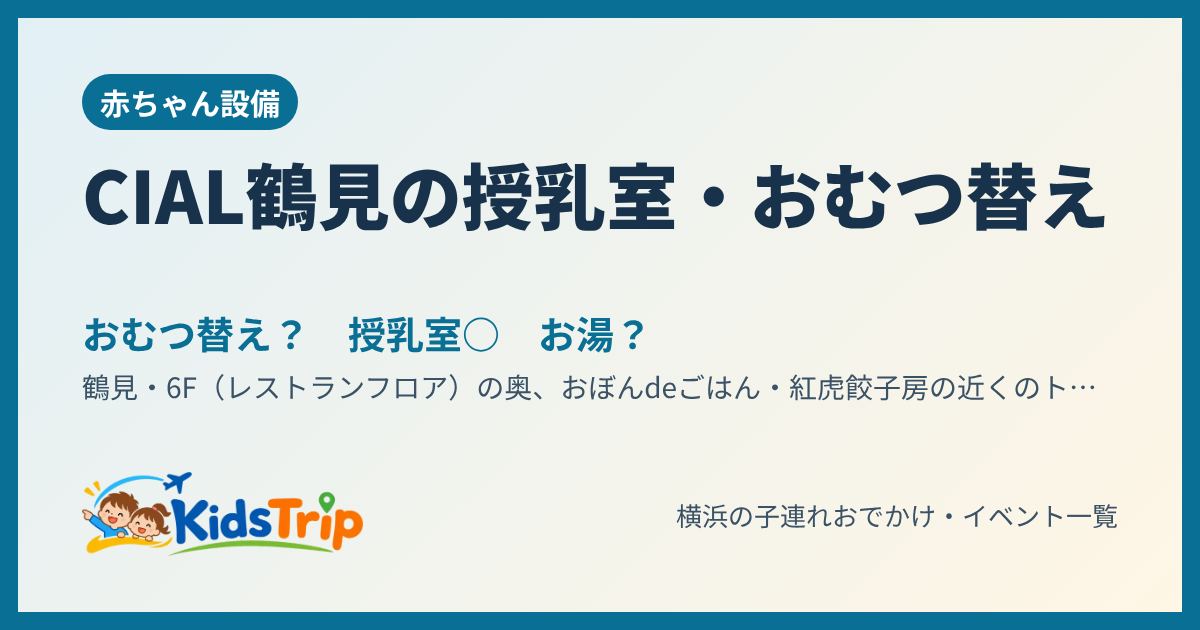 赤ちゃん設備
CIAL鶴見の授乳室・おむつ替え
おむつ替え？　授乳室○　お湯？
鶴見・6F（レストランフロア）の奥、おぼんdeごはん・紅虎餃子房の近くのト…
KidsTrip
横浜の子連れおでかけ・イベント一覧